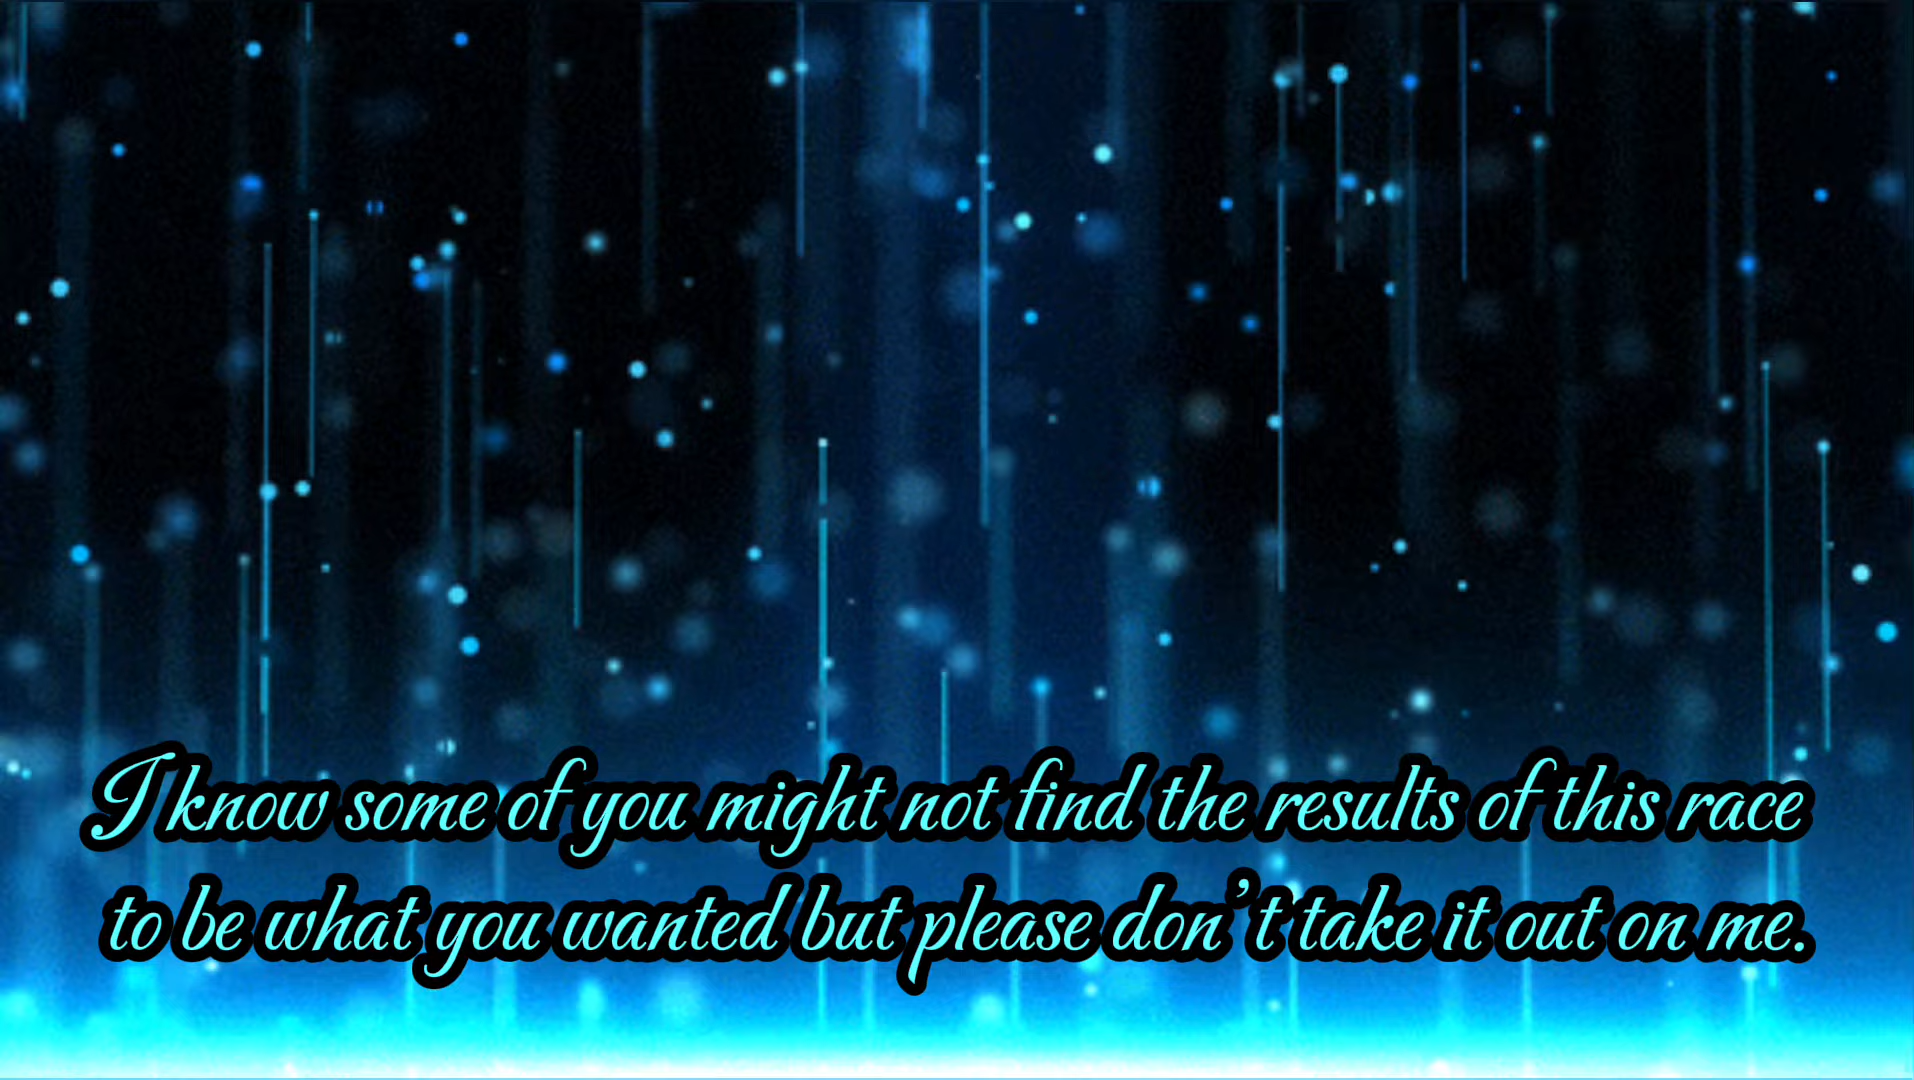 I know some of you might not find the results of this race
to be what you wanted but please don't take it out on me.